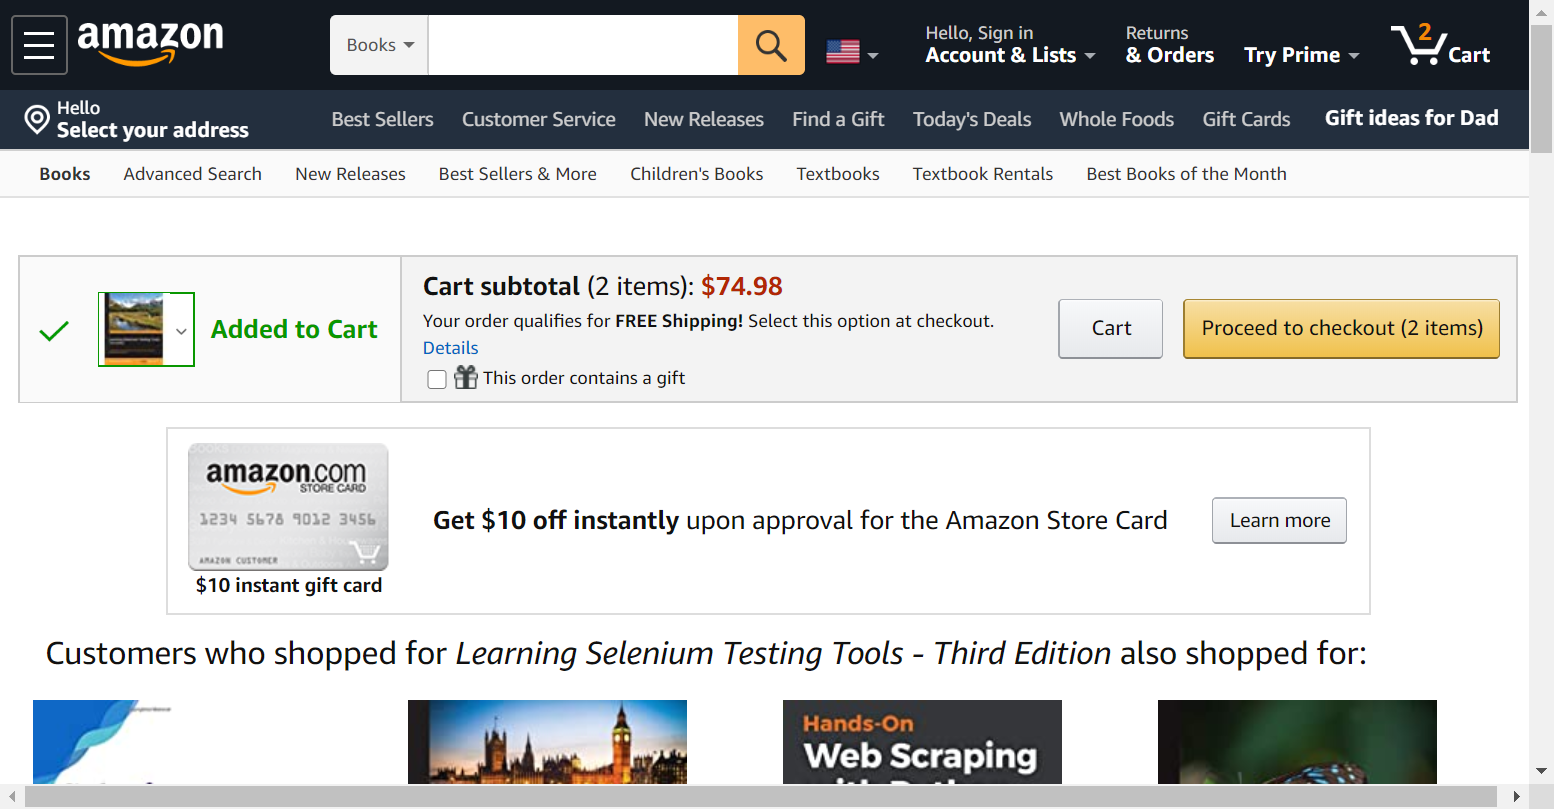 amazon
Books
Hello, Sign in
Account & Lists
Returns
& Orders
Try Prime
2
Cart
Hello
Select your address
Best Sellers
Customer Service
New Releases
Find a Gift
Today's Deals
Whole Foods
Gift Cards
Gift ideas for Dad
Books
Advanced Search
New Releases
Best Sellers & More
Children's Books
Textbooks
Textbook Rentals
Best Books of the Month
Added to Cart
Cart subtotal (2 items): $74.98
Your order qualifies for FREE Shipping! Select this option at checkout.
Details
This order contains a gift
Cart
Proceed to checkout (2 items)
amazon.com
STORE CARD
1234 5678 9012 3456
AMAZON CUSTOMER
$10 instant gift card
Get $10 off instantly upon approval for the Amazon Store Card
Learn more
Customers who shopped for Learning Selenium Testing Tools - Third Edition also shopped for:
Hands-On
Web Scraping